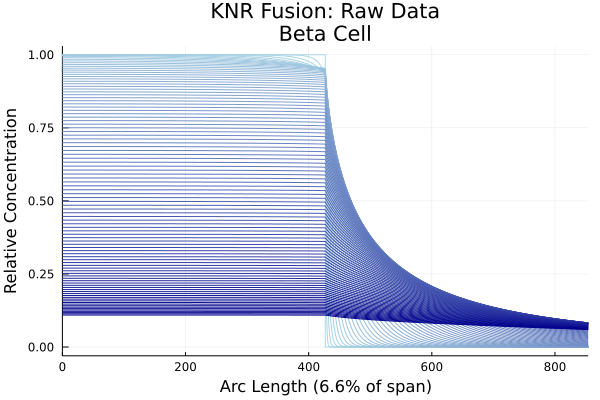 KNR Fusion: Raw Data
Beta Cell
Relative Concentration
1.00
0.75
0.50
0.25
0.00
0
200
400
600
800
Arc Length (6.6% of span)